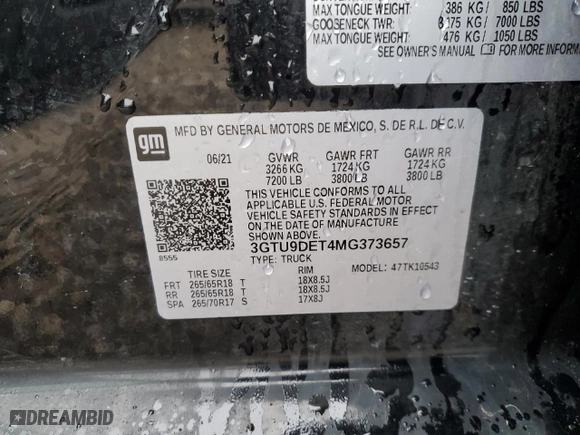 MAX TONGUE WEIGHT: 386 KG / 850 LBS
GOOSENECK TWR: 3175 KG / 7000 LBS
MAX TONGUE WEIGHT: 476 KG / 1050 LBS
SEE OWNER'S MANUAL FOR MORE INFORM
gm
MFD BY GENERAL MOTORS DE MEXICO, S. DE R.L. DE C.V.
06/21 GVWR GAWR FRT GAWR RR
3266 KG 1724 KG 1724 KG
7200 LB 3800 LB 3800 LB
THIS VEHICLE CONFORMS TO ALL
APPLICABLE U.S. FEDERAL MOTOR
VEHICLE SAFETY STANDARDS IN EFFECT
ON THE DATE OF MANUFACTURE
SHOWN ABOVE.
3GTU9DET4MG373657
8555
TYPE: TRUCK MODEL: 47TK10543
TIRE SIZE RIM
FRT 265/65R18 T 18X8.5J
RR 265/65R18 T 18X8.5J
SPA 265/70R17 S 17X8J
DREAMBID